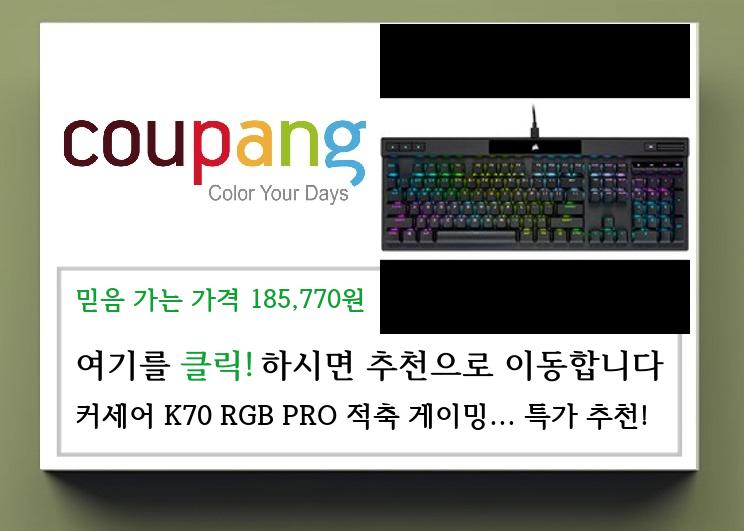 coupang
Color Your Days
믿음 가는 가격 185,770원
여기를 클릭! 하시면 추천으로 이동합니다
커세어 K70 RGB PRO 적축 게이밍... 특가 추천!